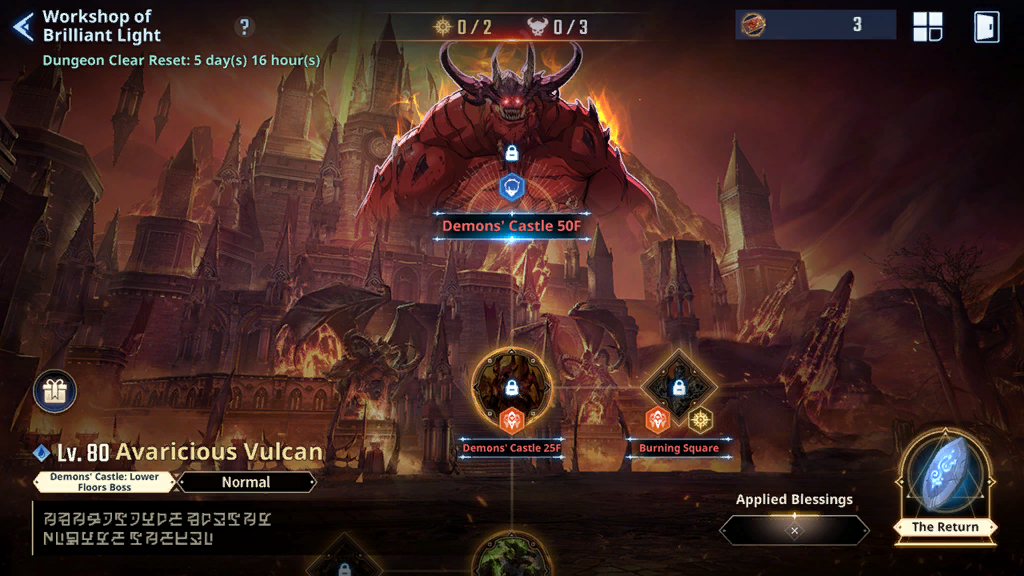 Workshop of
Brilliant Light
?
Dungeon Clear Reset: 5 day(s) 16 hour(s)
0/2
0/3
3
Demons' Castle 50F
Demons' Castle 25F
Burning Square
Lv. 80 Avaricious Vulcan
Demons' Castle: Lower
Floors Boss
Normal
Applied Blessings
The Return